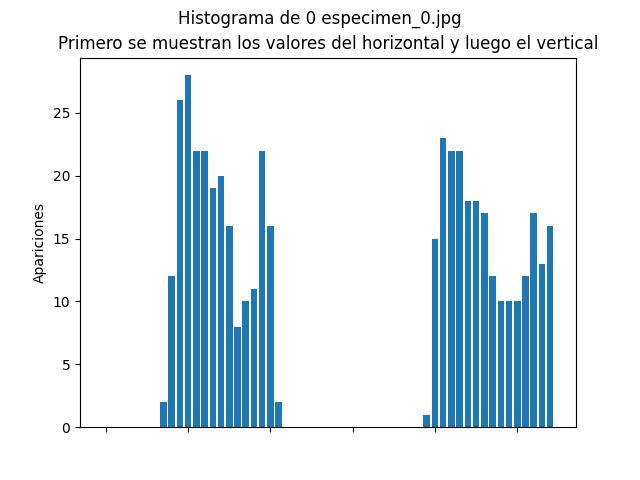 Histograma de 0 especimen_0.jpg
Primero se muestran los valores del horizontal y luego el vertical
25
20
15
10
5
0
Apariciones